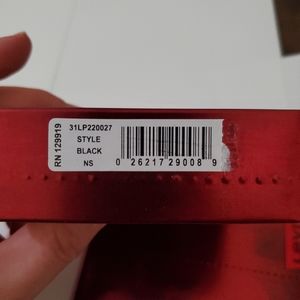 RN 129919
31LP220027
STYLE
BLACK
NS
0 26217 29008 9